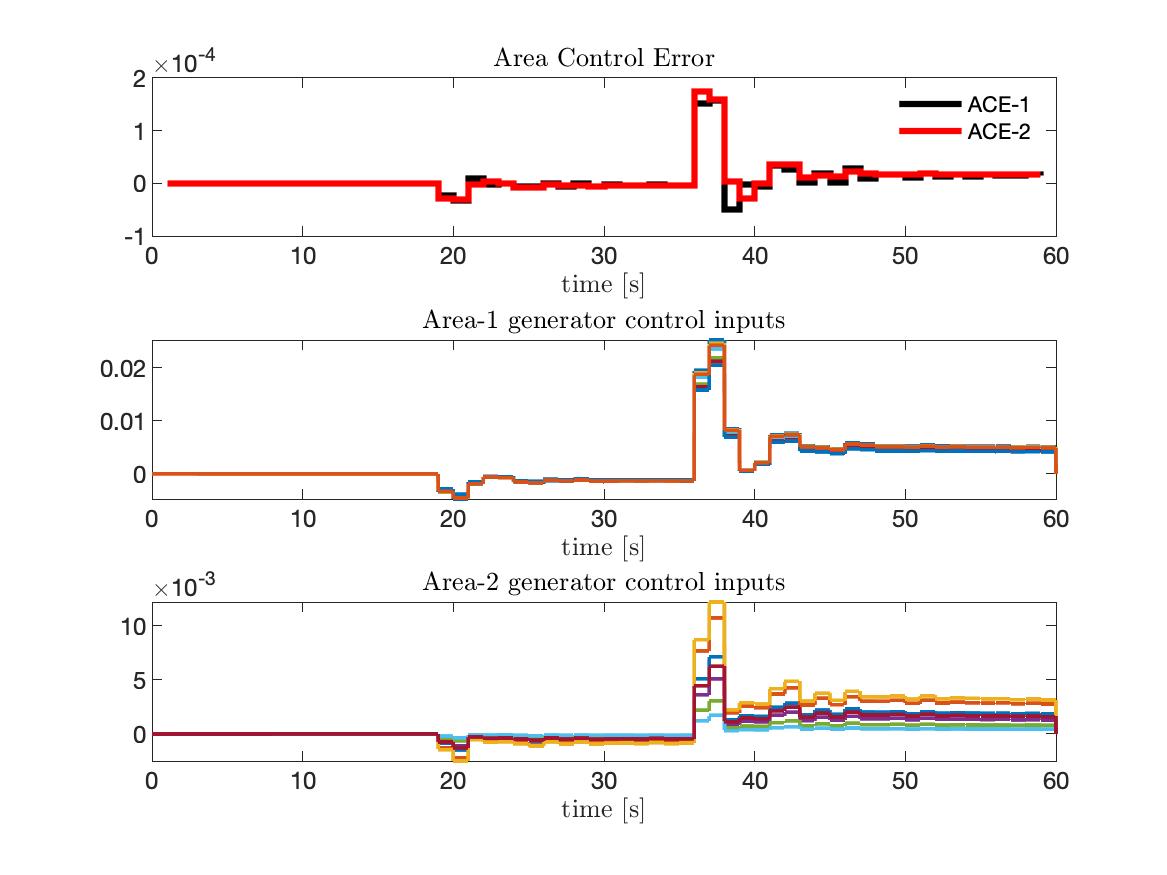 Area Control Error
×10-4
2
1
0
-1
ACE-1
ACE-2
0 10 20 30 40 50 60
time [s]
Area-1 generator control inputs
0.02
0.01
0
0 10 20 30 40 50 60
time [s]
Area-2 generator control inputs
×10-3
10
5
0
0 10 20 30 40 50 60
time [s]